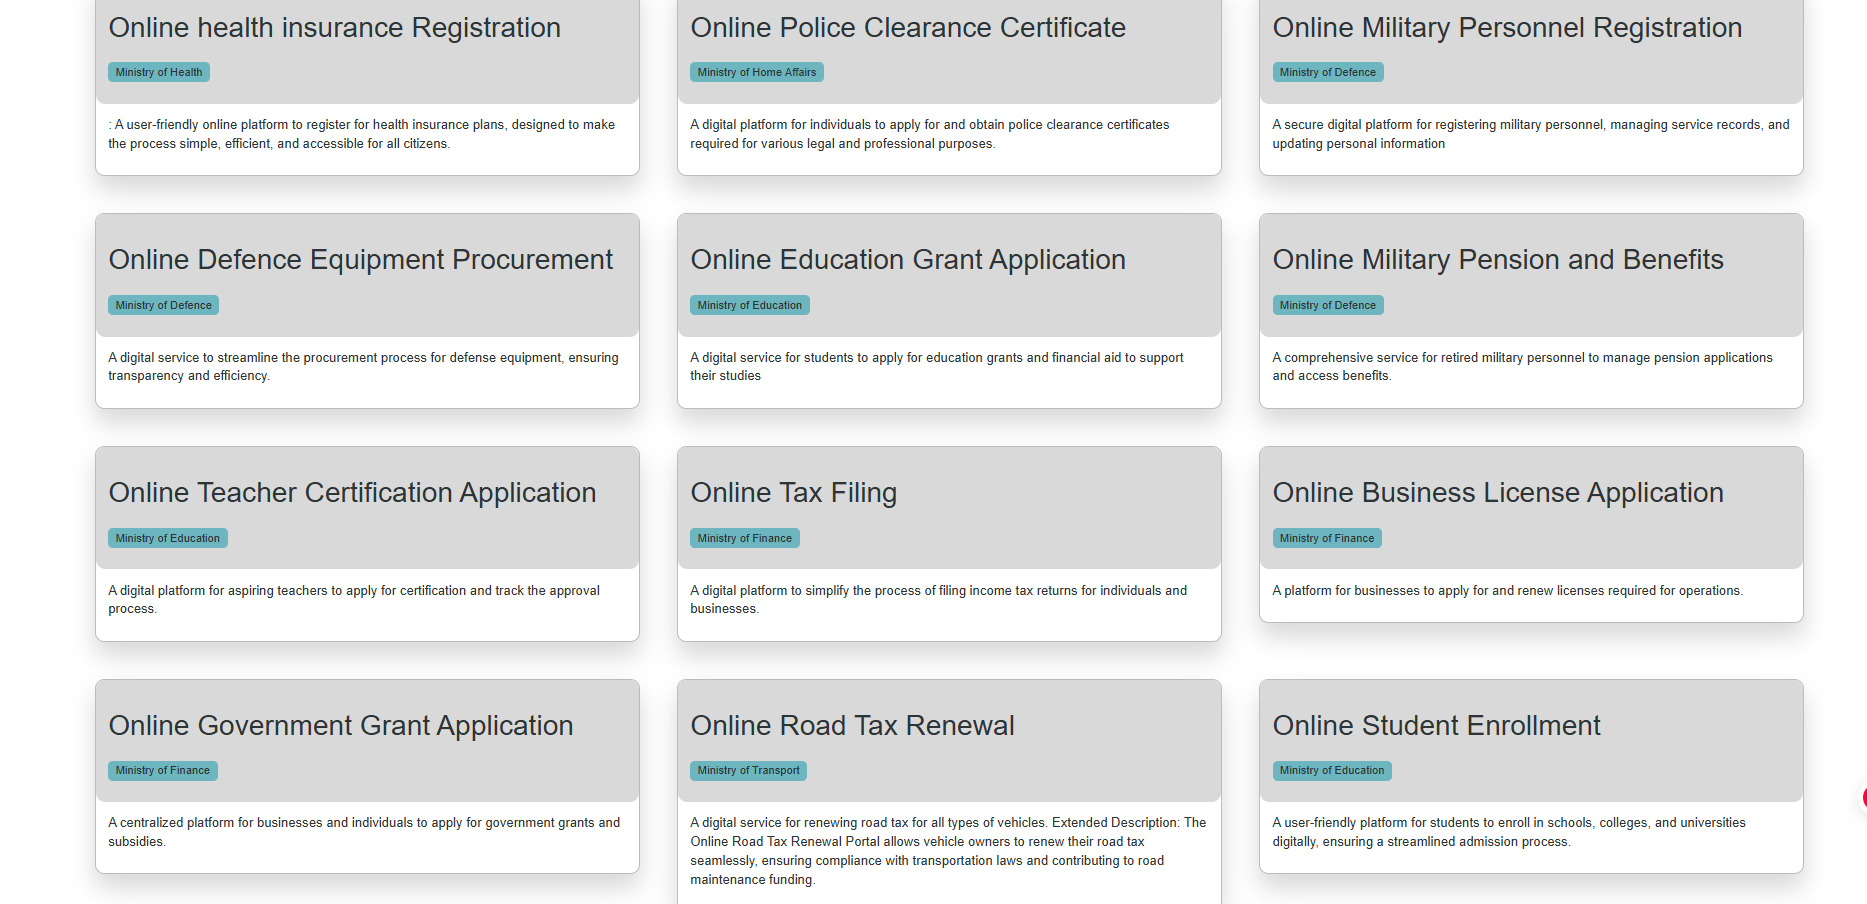 Online health insurance Registration
Ministry of Health
: A user-friendly online platform to register for health insurance plans, designed to make
the process simple, efficient, and accessible for all citizens.
Online Police Clearance Certificate
Ministry of Home Affairs
A digital platform for individuals to apply for and obtain police clearance certificates
required for various legal and professional purposes.
Online Military Personnel Registration
Ministry of Defence
A secure digital platform for registering military personnel, managing service records, and
updating personal information
Online Defence Equipment Procurement
Ministry of Defence
A digital service to streamline the procurement process for defense equipment, ensuring
transparency and efficiency.
Online Education Grant Application
Ministry of Education
A digital service for students to apply for education grants and financial aid to support
their studies
Online Military Pension and Benefits
Ministry of Defence
A comprehensive service for retired military personnel to manage pension applications
and access benefits.
Online Teacher Certification Application
Ministry of Education
A digital platform for aspiring teachers to apply for certification and track the approval
process.
Online Tax Filing
Ministry of Finance
A digital platform to simplify the process of filing income tax returns for individuals and
businesses.
Online Business License Application
Ministry of Finance
A platform for businesses to apply for and renew licenses required for operations.
Online Government Grant Application
Ministry of Finance
A centralized platform for businesses and individuals to apply for government grants and
subsidies.
Online Road Tax Renewal
Ministry of Transport
A digital service for renewing road tax for all types of vehicles. Extended Description: The
Online Road Tax Renewal Portal allows vehicle owners to renew their road tax
seamlessly, ensuring compliance with transportation laws and contributing to road
maintenance funding.
Online Student Enrollment
Ministry of Education
A user-friendly platform for students to enroll in schools, colleges, and universities
digitally, ensuring a streamlined admission process.